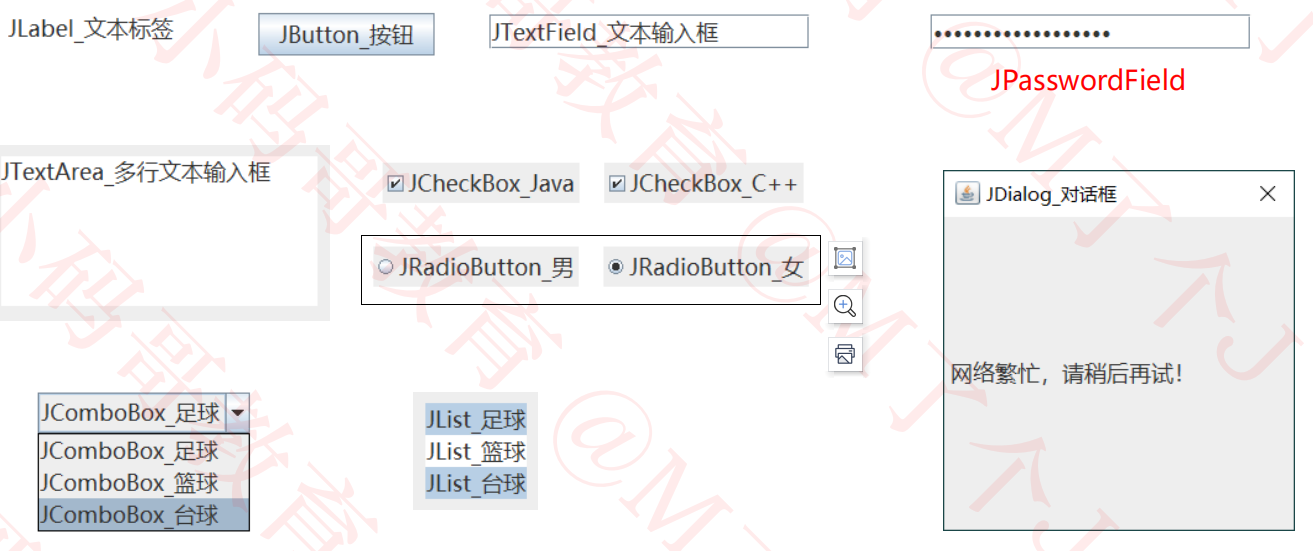 JLabel_文本标签
JButton_按钮
JTextField_文本输入框
••••••••••••••••••
JPasswordField
JTextArea_多行文本输入框
JCheckBox_Java
JCheckBox_C++
JDialog_对话框
JRadioButton_男
JRadioButton_女
网络繁忙，请稍后再试！
JComboBox_足球
JComboBox_足球
JComboBox_篮球
JComboBox_台球
JList_足球
JList_篮球
JList_台球
小码哥教育 @M了个J